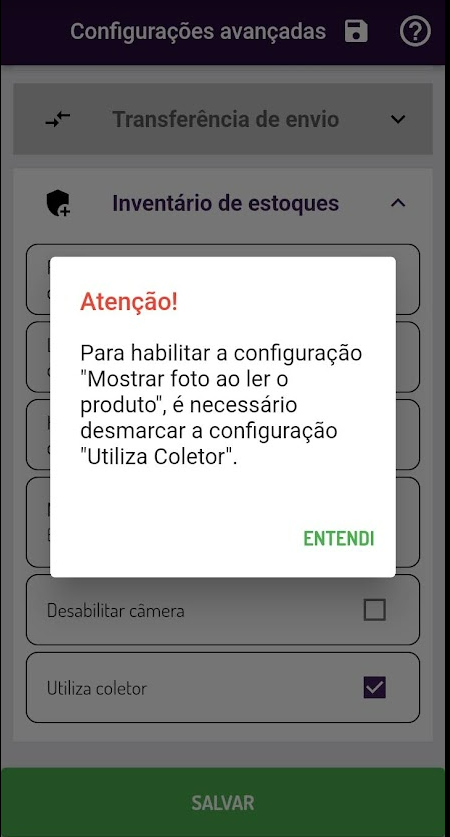 Configurações avançadas
Transferência de envio
Inventário de estoques
Atenção!
Para habilitar a configuração
"Mostrar foto ao ler o
produto", é necessário
desmarcar a configuração
"Utiliza Coletor".
ENTENDI
Desabilitar câmera
Utiliza coletor
SALVAR